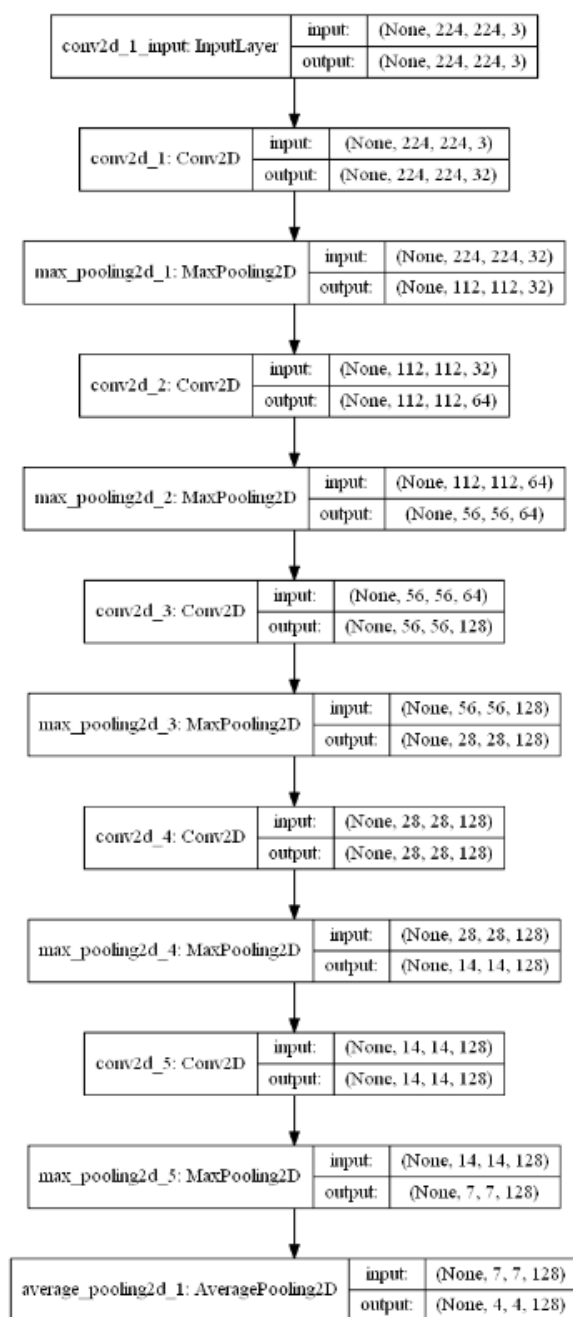 conv2d_1_input: InputLayer
input: (None, 224, 224, 3)
output: (None, 224, 224, 3)
conv2d_1: Conv2D
input: (None, 224, 224, 3)
output: (None, 224, 224, 32)
max_pooling2d_1: MaxPooling2D
input: (None, 224, 224, 32)
output: (None, 112, 112, 32)
conv2d_2: Conv2D
input: (None, 112, 112, 32)
output: (None, 112, 112, 64)
max_pooling2d_2: MaxPooling2D
input: (None, 112, 112, 64)
output: (None, 56, 56, 64)
conv2d_3: Conv2D
input: (None, 56, 56, 64)
output: (None, 56, 56, 128)
max_pooling2d_3: MaxPooling2D
input: (None, 56, 56, 128)
output: (None, 28, 28, 128)
conv2d_4: Conv2D
input: (None, 28, 28, 128)
output: (None, 28, 28, 128)
max_pooling2d_4: MaxPooling2D
input: (None, 28, 28, 128)
output: (None, 14, 14, 128)
conv2d_5: Conv2D
input: (None, 14, 14, 128)
output: (None, 14, 14, 128)
max_pooling2d_5: MaxPooling2D
input: (None, 14, 14, 128)
output: (None, 7, 7, 128)
average_pooling2d_1: AveragePooling2D
input: (None, 7, 7, 128)
output: (None, 4, 4, 128)